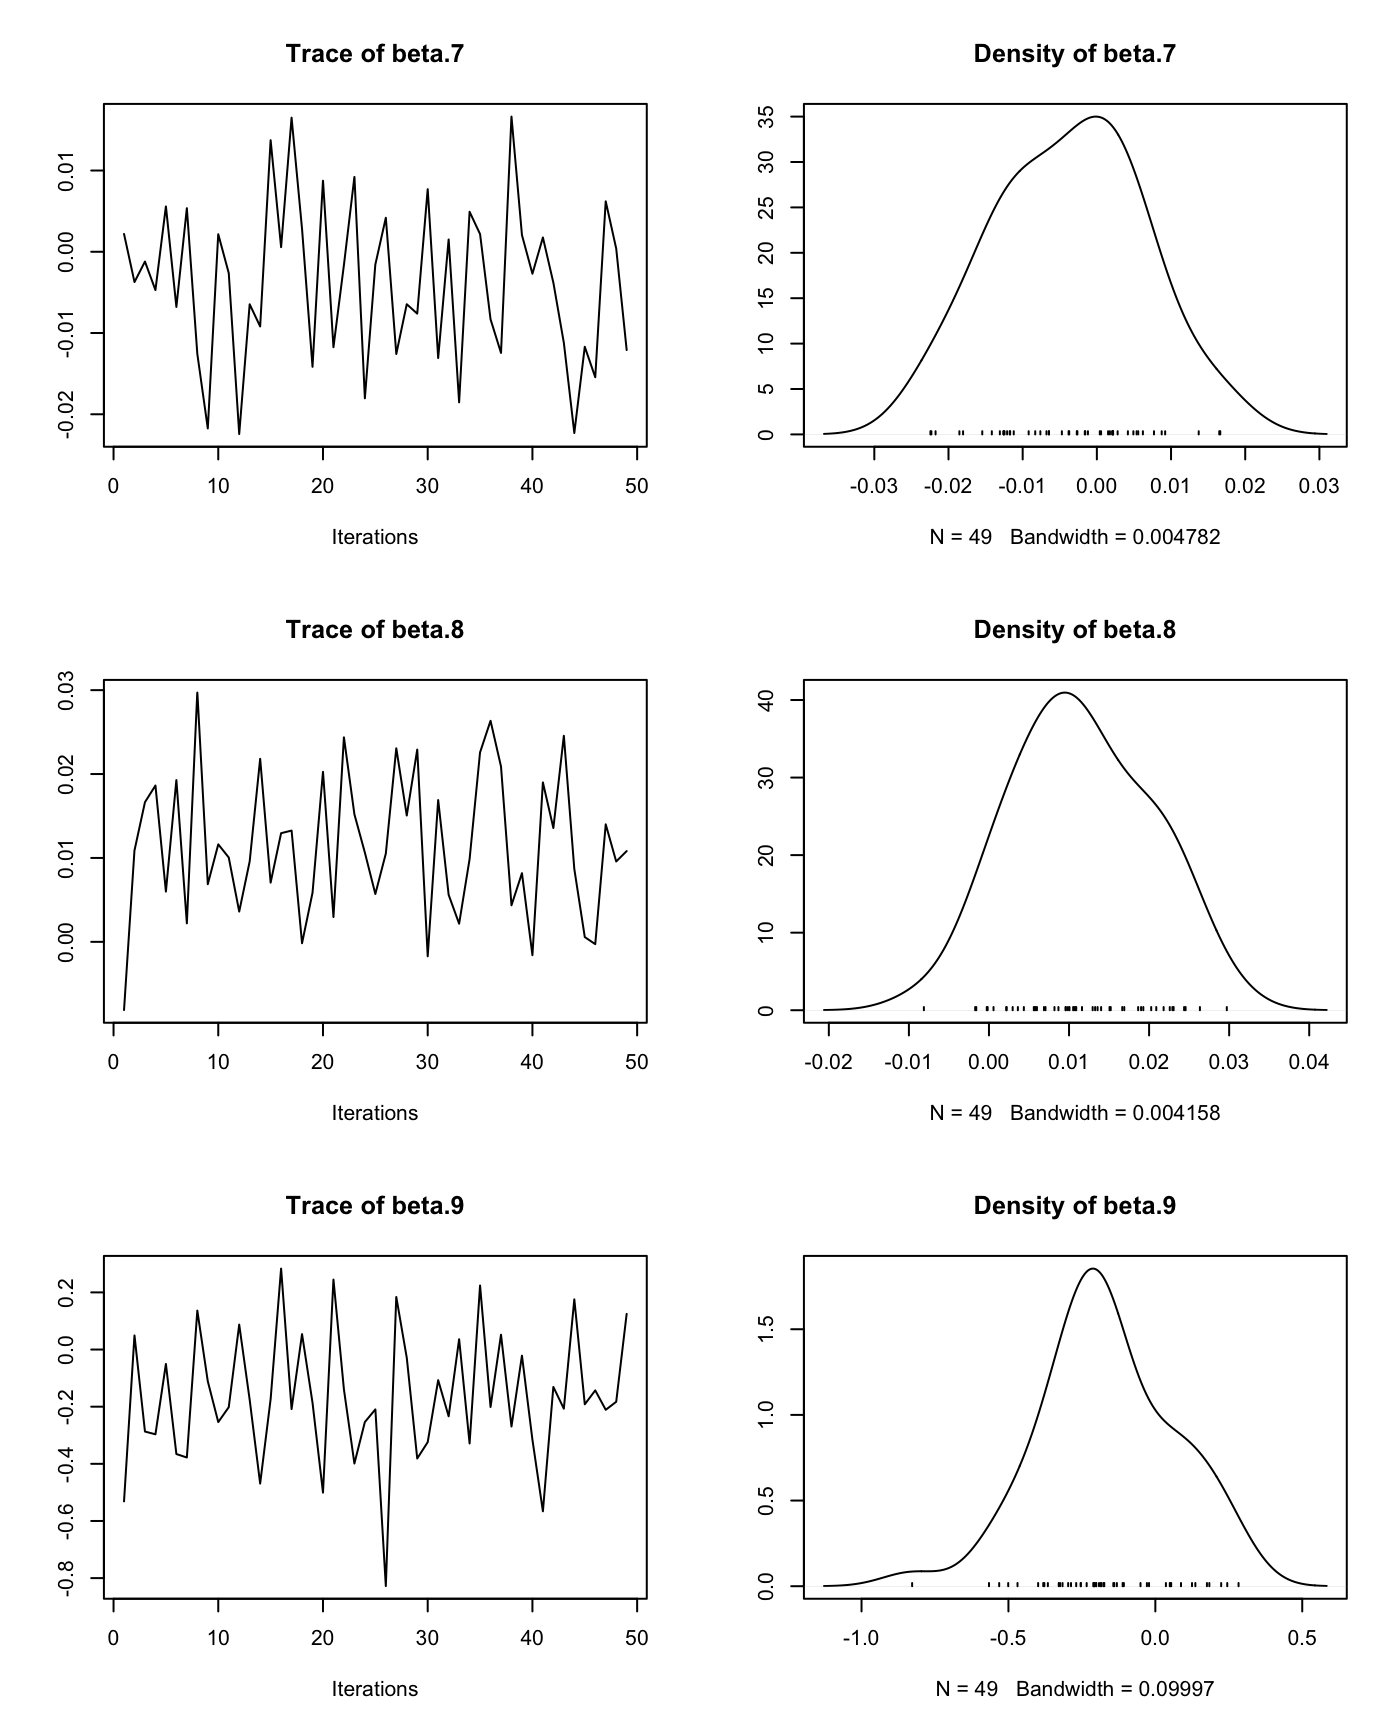 Trace of beta.7
0.01
0.00
-0.01
-0.02
0 10 20 30 40 50
Iterations
Density of beta.7
35
30
25
20
15
10
5
0
-0.03 -0.02 -0.01 0.00 0.01 0.02 0.03
N = 49 Bandwidth = 0.004782
Trace of beta.8
0.03
0.02
0.01
0.00
0 10 20 30 40 50
Iterations
Density of beta.8
40
30
20
10
0
-0.02 -0.01 0.00 0.01 0.02 0.03 0.04
N = 49 Bandwidth = 0.004158
Trace of beta.9
0.2
0.0
-0.2
-0.4
-0.6
-0.8
0 10 20 30 40 50
Iterations
Density of beta.9
1.5
1.0
0.5
0.0
-1.0 -0.5 0.0 0.5
N = 49 Bandwidth = 0.09997